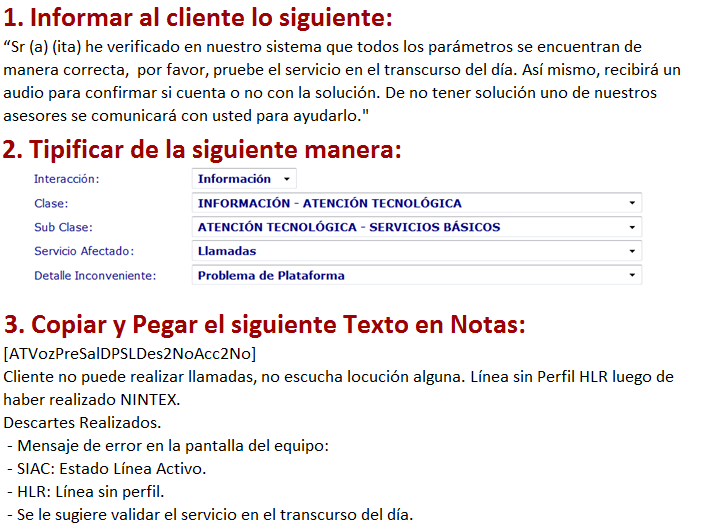 1. Informar al cliente lo siguiente:
“Sr (a) (ita) he verificado en nuestro sistema que todos los parámetros se encuentran de
manera correcta,  por favor, pruebe el servicio en el transcurso del día. Así mismo, recibirá un
audio para confirmar si cuenta o no con la solución. De no tener solución uno de nuestros
asesores se comunicará con usted para ayudarlo."
2. Tipificar de la siguiente manera:
Interacción: Información
Clase: INFORMACIÓN - ATENCIÓN TECNOLÓGICA
Sub Clase: ATENCIÓN TECNOLÓGICA - SERVICIOS BÁSICOS
Servicio Afectado: Llamadas
Detalle Inconveniente: Problema de Plataforma
3. Copiar y Pegar el siguiente Texto en Notas:
[ATVozPreSalDPSLDes2NoAcc2No]
Cliente no puede realizar llamadas, no escucha locución alguna. Línea sin Perfil HLR luego de
haber realizado NINTEX.
Descartes Realizados.
- Mensaje de error en la pantalla del equipo:
- SIAC: Estado Línea Activo.
- HLR: Línea sin perfil.
- Se le sugiere validar el servicio en el transcurso del día.